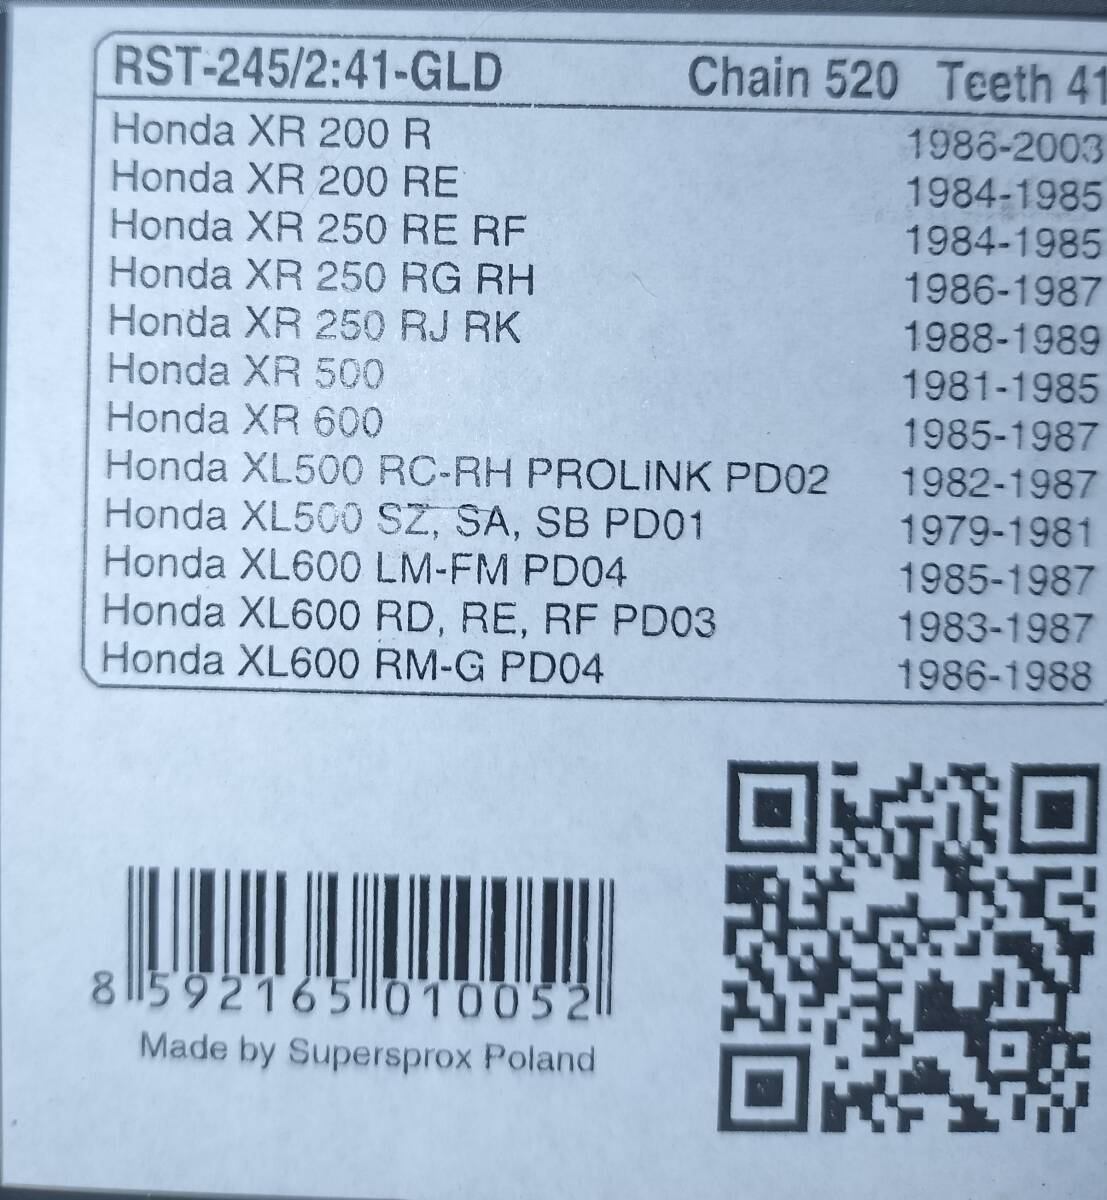 RST-245/2:41-GLD Chain 520 Teeth 41
Honda XR 200 R 1986-2003
Honda XR 200 RE 1984-1985
Honda XR 250 RE RF 1984-1985
Honda XR 250 RG RH 1986-1987
Honda XR 250 RJ RK 1988-1989
Honda XR 500 1981-1985
Honda XR 600 1985-1987
Honda XL500 RC-RH PROLINK PD02 1982-1987
Honda XL500 SZ, SA, SB PD01 1979-1981
Honda XL600 LM-FM PD04 1985-1987
Honda XL600 RD, RE, RF PD03 1983-1987
Honda XL600 RM-G PD04 1986-1988
8 592165 010052
Made by Supersprox Poland